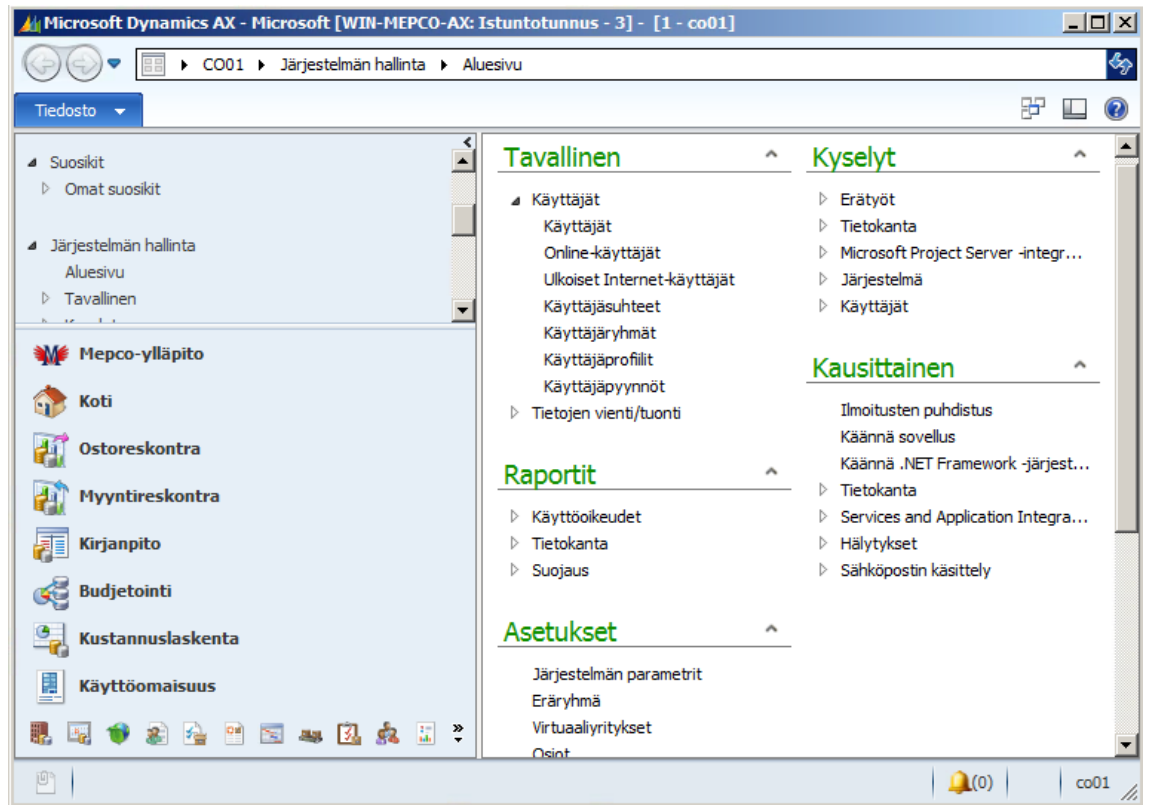 Microsoft Dynamics AX - Microsoft [WIN-MEPCO-AX: Istuntotunnus - 3] - [1 - co01]
CO01 Järjestelmän hallinta Aluesivu
Tiedosto
Suosikit
Omat suosikit
Järjestelmän hallinta
Aluesivu
Tavallinen
Mepco-ylläpito
Koti
Ostoreskontra
Myyntireskontra
Kirjanpito
Budjetointi
Kustannuslaskenta
Käyttöomaisuus
Tavallinen
Käyttäjät
Käyttäjät
Online-käyttäjät
Ulkoiset Internet-käyttäjät
Käyttäjäsuhteet
Käyttäjäryhmät
Käyttäjäprofiilit
Käyttäjäpyynnöt
Tietojen vienti/tuonti
Raportit
Käyttöoikeudet
Tietokanta
Suojaus
Asetukset
Järjestelmän parametrit
Eräryhmä
Virtuaaliyritykset
Osiot
Kyselyt
Erätyöt
Tietokanta
Microsoft Project Server -integr...
Järjestelmä
Käyttäjät
Kausittainen
Ilmoitusten puhdistus
Käännä sovellus
Käännä .NET Framework -järjest...
Tietokanta
Services and Application Integra...
Hälytykset
Sähköpostin käsittely
(0)
co01